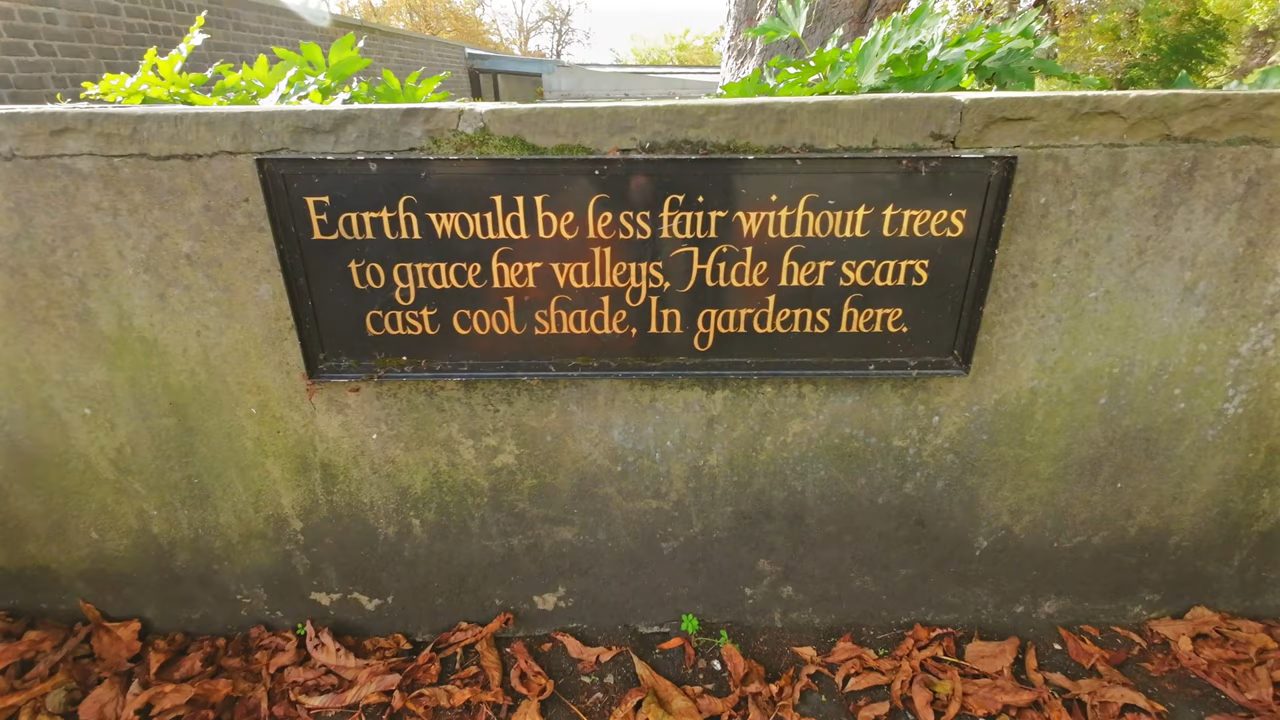 Earth would be less fair without trees
to grace her valleys, Hide her scars
cast cool shade, In gardens here.